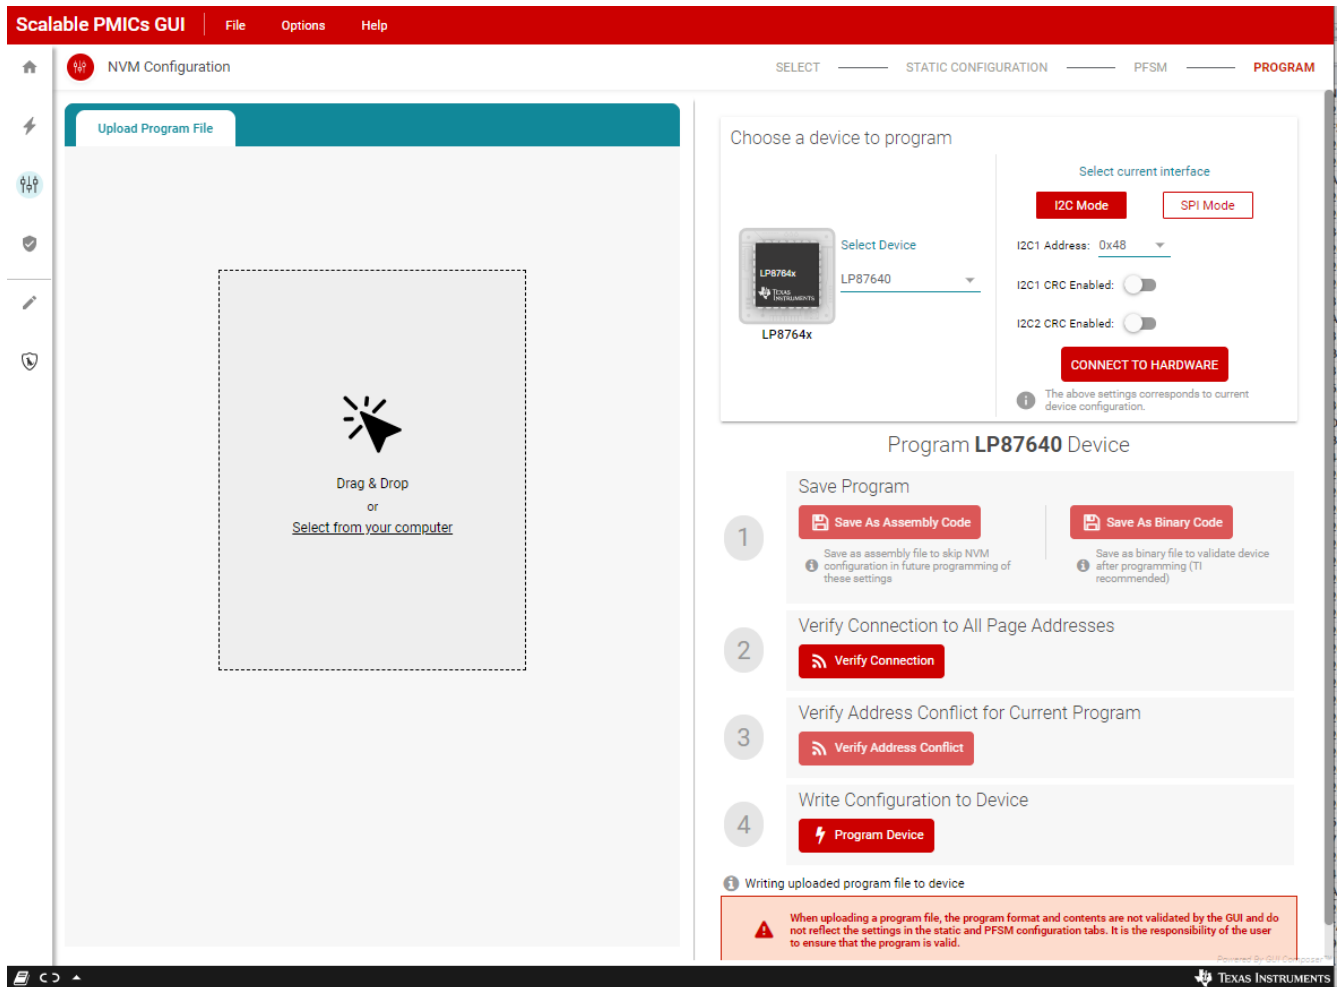 Scalable PMICs GUI
File
Options
Help
NVM Configuration
SELECT
STATIC CONFIGURATION
PFSM
PROGRAM
Upload Program File
Drag & Drop
or
Select from your computer
Choose a device to program
LP8764x
TEXAS
INSTRUMENTS
LP8764x
Select Device
LP87640
Select current interface
I2C Mode
SPI Mode
I2C1 Address: 0x48
I2C1 CRC Enabled:
I2C2 CRC Enabled:
CONNECT TO HARDWARE
The above settings corresponds to current
device configuration.
Program LP87640 Device
1
Save Program
Save As Assembly Code
Save as assembly file to skip NVM
configuration in future programming of
these settings
Save As Binary Code
Save as binary file to validate device
after programming (TI
recommended)
2
Verify Connection to All Page Addresses
Verify Connection
3
Verify Address Conflict for Current Program
Verify Address Conflict
4
Write Configuration to Device
Program Device
Writing uploaded program file to device
When uploading a program file, the program format and contents are not validated by the GUI and do
not reflect the settings in the static and PFSM configuration tabs. It is the responsibility of the user
to ensure that the program is valid.
Powered By GUI Composer™
TEXAS INSTRUMENTS